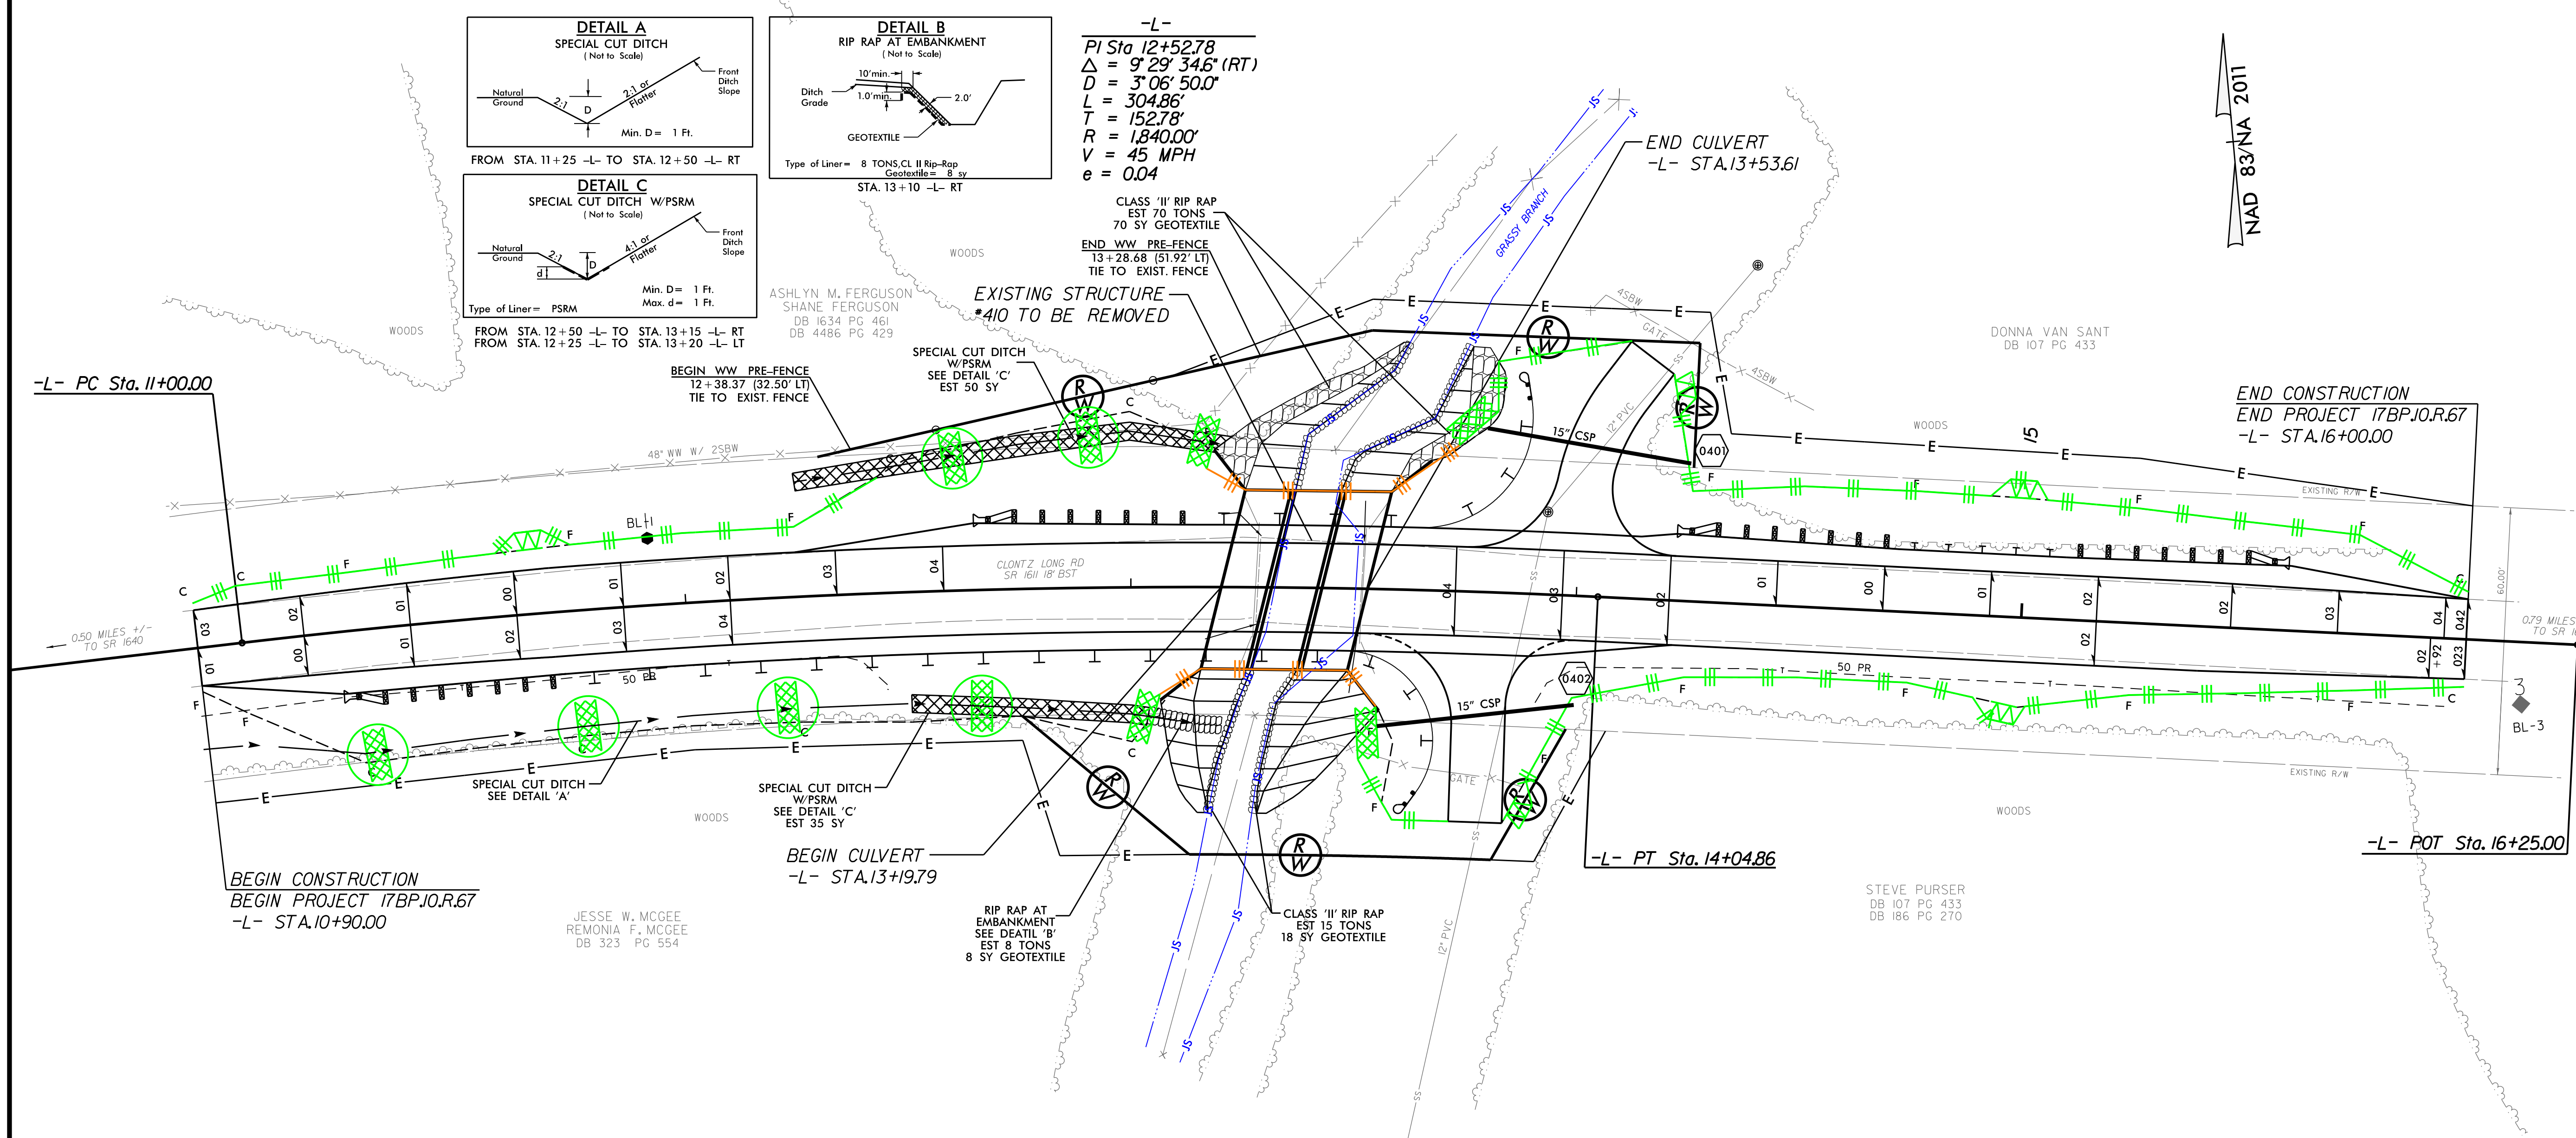 DETAIL A
SPECIAL CUT DITCH
( Not to Scale)
Natural
Ground
2:1
D
2:1 or
Flatter
Front
Ditch
Slope
Min. D= 1 Ft.
FROM STA. 11+25 -L- TO STA. 12+50 -L- RT
DETAIL B
RIP RAP AT EMBANKMENT
( Not to Scale)
10'min.
Ditch
Grade
1.0'min.
2.0'
GEOTEXTILE
Type of Liner= 8 TONS,CL II Rip-Rap
Geotextile= 8 sy
STA. 13+10 -L- RT
DETAIL C
SPECIAL CUT DITCH W/PSRM
( Not to Scale)
Natural
Ground
2:1
d
D
4:1 or
Flatter
Front
Ditch
Slope
Min. D= 1 Ft.
Max. d= 1 Ft.
Type of Liner= PSRM
FROM STA. 12+50 -L- TO STA. 13+15 -L- RT
FROM STA. 12+25 -L- TO STA. 13+20 -L- LT
-L-
PI Sta 12+52.78
Δ = 9° 29' 34.6" (RT)
D = 3° 06' 50.0"
L = 304.86'
T = 152.78'
R = 1,840.00'
V = 45 MPH
e = 0.04
NAD 83/NA 2011
END CULVERT
-L- STA.13+53.61
CLASS 'II' RIP RAP
EST 70 TONS
70 SY GEOTEXTILE
END WW PRE-FENCE
13+28.68 (51.92' LT)
TIE TO EXIST. FENCE
EXISTING STRUCTURE
#410 TO BE REMOVED
GRASSY BRANCH
WOODS
WOODS
WOODS
ASHLYN M. FERGUSON
SHANE FERGUSON
DB 1634 PG 461
DB 4486 PG 429
SPECIAL CUT DITCH
W/PSRM
SEE DETAIL 'C'
EST 50 SY
BEGIN WW PRE-FENCE
12+38.37 (32.50' LT)
TIE TO EXIST. FENCE
-L- PC Sta. 11+00.00
DONNA VAN SANT
DB 107 PG 433
END CONSTRUCTION
END PROJECT 17BP.10.R.67
-L- STA.16+00.00
4SBW
GATE
4SBW
12" PVC
15" CSP
0401
R/W
R/W
R/W
48" WW W/ 2SBW
BL-1
15
EXISTING R/W
60.00'
CLONTZ LONG RD
SR 1611 18' BST
0.50 MILES +/-
TO SR 1640
0.79 MILES
50 PR
50 PR
0402
15" CSP
GATE
BL-3
3
EXISTING R/W
SPECIAL CUT DITCH
SEE DETAIL 'A'
SPECIAL CUT DITCH
W/PSRM
SEE DETAIL 'C'
EST 35 SY
WOODS
WOODS
R/W
R/W
R/W
BEGIN CULVERT
-L- STA.13+19.79
-L- PT Sta. 14+04.86
-L- POT Sta. 16+25.00
BEGIN CONSTRUCTION
BEGIN PROJECT 17BP.10.R.67
-L- STA.10+90.00
JESSE W. MCGEE
REMONIA F. MCGEE
DB 323 PG 554
RIP RAP AT
EMBANKMENT
SEE DEATIL 'B'
EST 8 TONS
8 SY GEOTEXTILE
CLASS 'II' RIP RAP
EST 15 TONS
18 SY GEOTEXTILE
12" PVC
STEVE PURSER
DB 107 PG 433
DB 186 PG 270